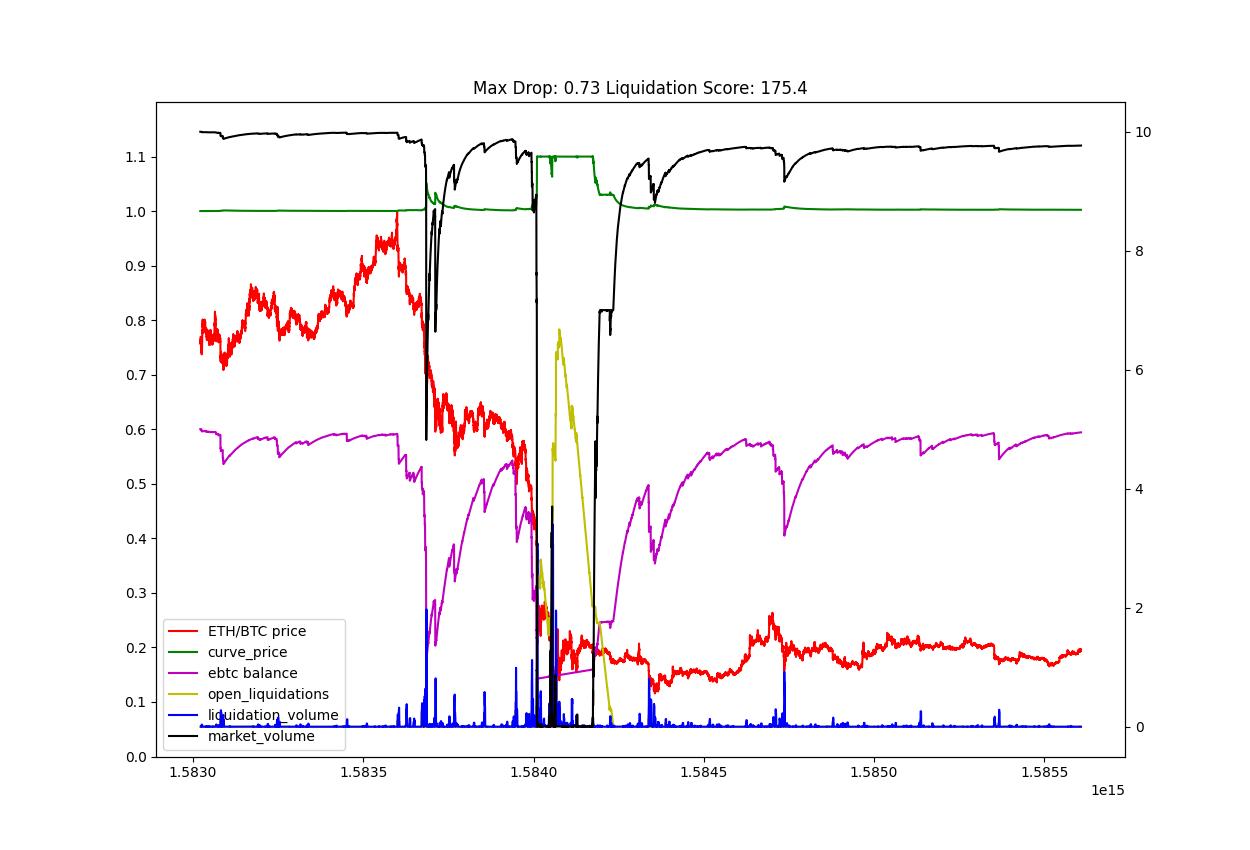 Max Drop: 0.73 Liquidation Score: 175.4
1.1
1.0
0.9
0.8
0.7
0.6
0.5
0.4
0.3
0.2
0.1
0.0
10
8
6
4
2
0
ETH/BTC price
curve_price
ebtc balance
open_liquidations
liquidation_volume
market_volume
1.5830 1.5835 1.5840 1.5845 1.5850 1.5855
1e15